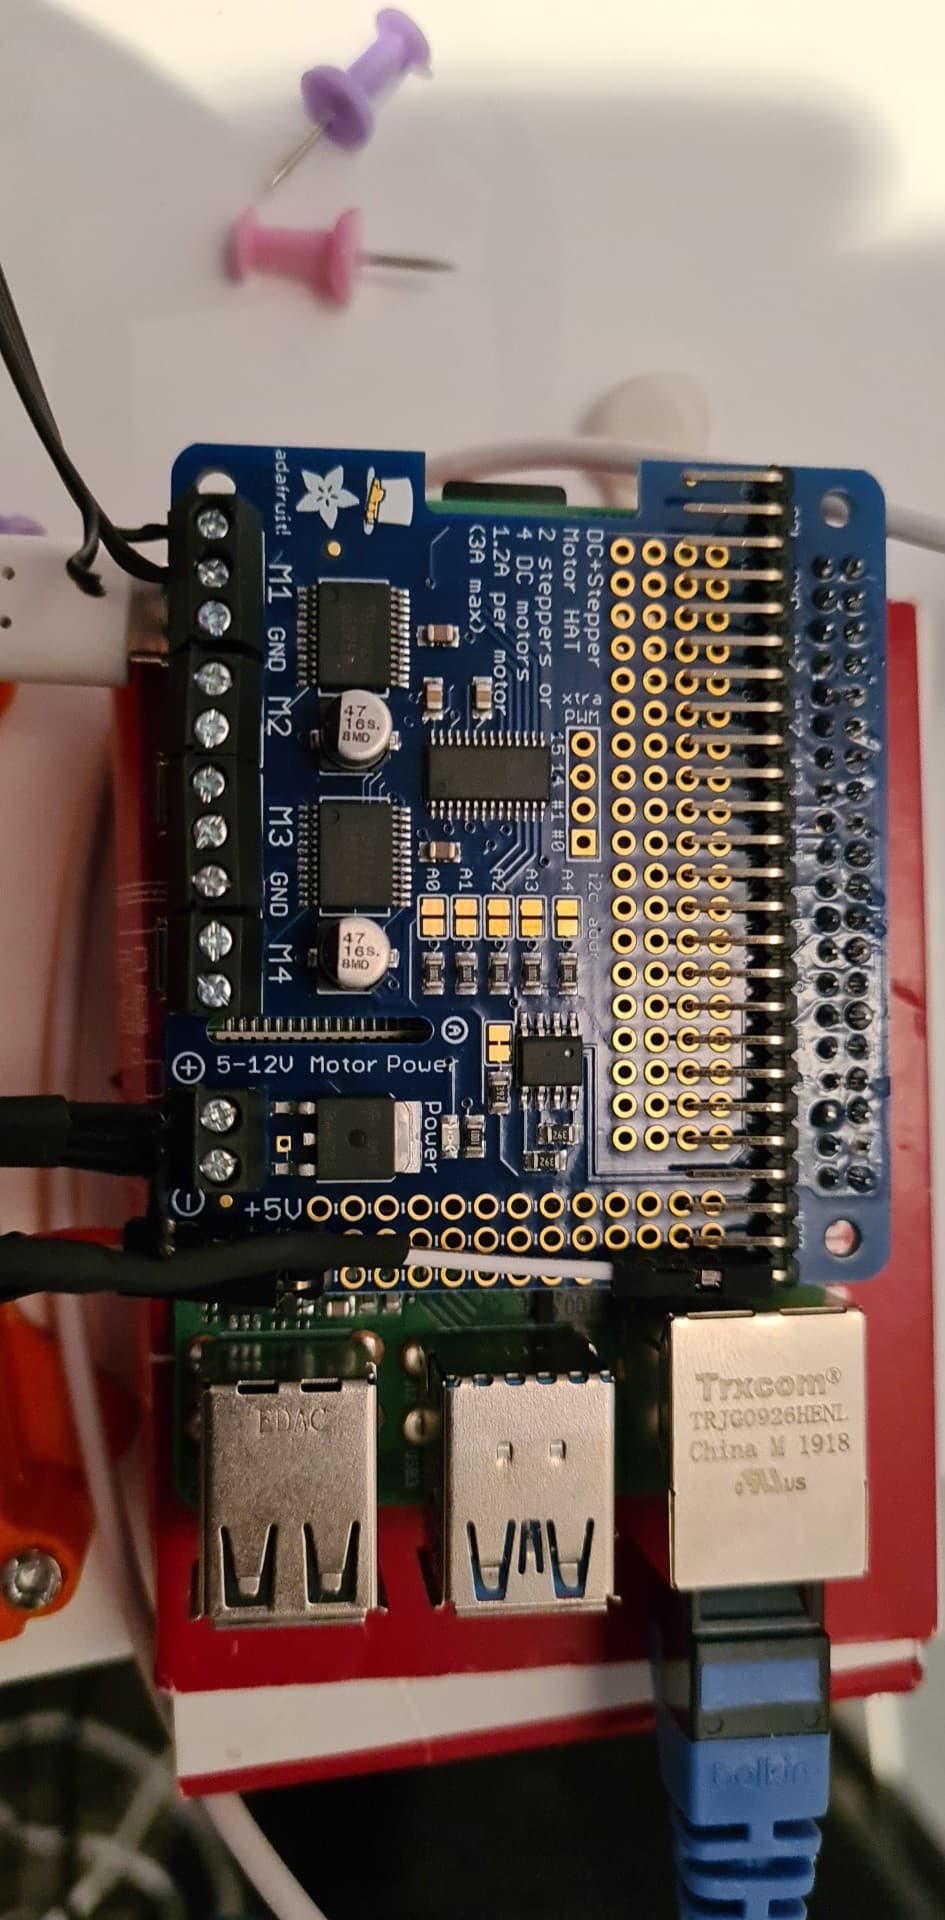 adafruit!
DC+Stepper
Motor HAT
2 steppers or
4 DC motors
1.2A per motor
(3A max)
M1
GND
M2
M3
GND
M4
47
16S.
8MD
47
16S.
8MD
xtra
PWM
15 14 #1 #0
A0
A1
A2
A3
A4
i2c addr
5-12V Motor Power
Power
+5V
392
EDAC
Trxcom®
TRJG0926HENL
China M 1918
c us
belkin